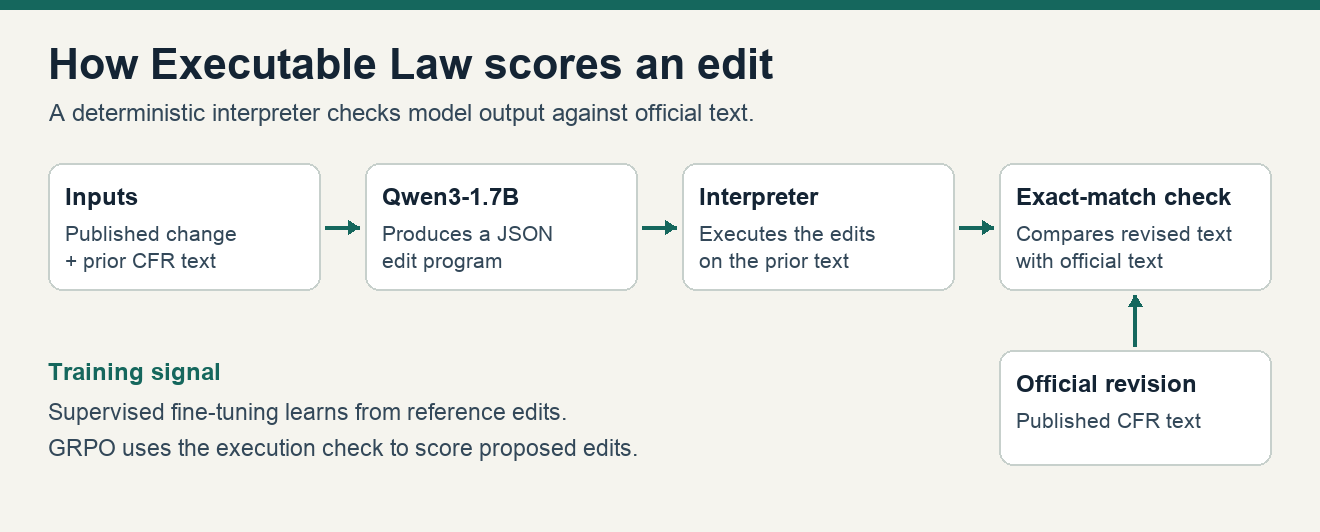 How Executable Law scores an edit
A deterministic interpreter checks model output against official text.
Inputs
Published change
+ prior CFR text
Qwen3-1.7B
Produces a JSON
edit program
Interpreter
Executes the edits
on the prior text
Exact-match check
Compares revised text
with official text
Official revision
Published CFR text
Training signal
Supervised fine-tuning learns from reference edits.
GRPO uses the execution check to score proposed edits.